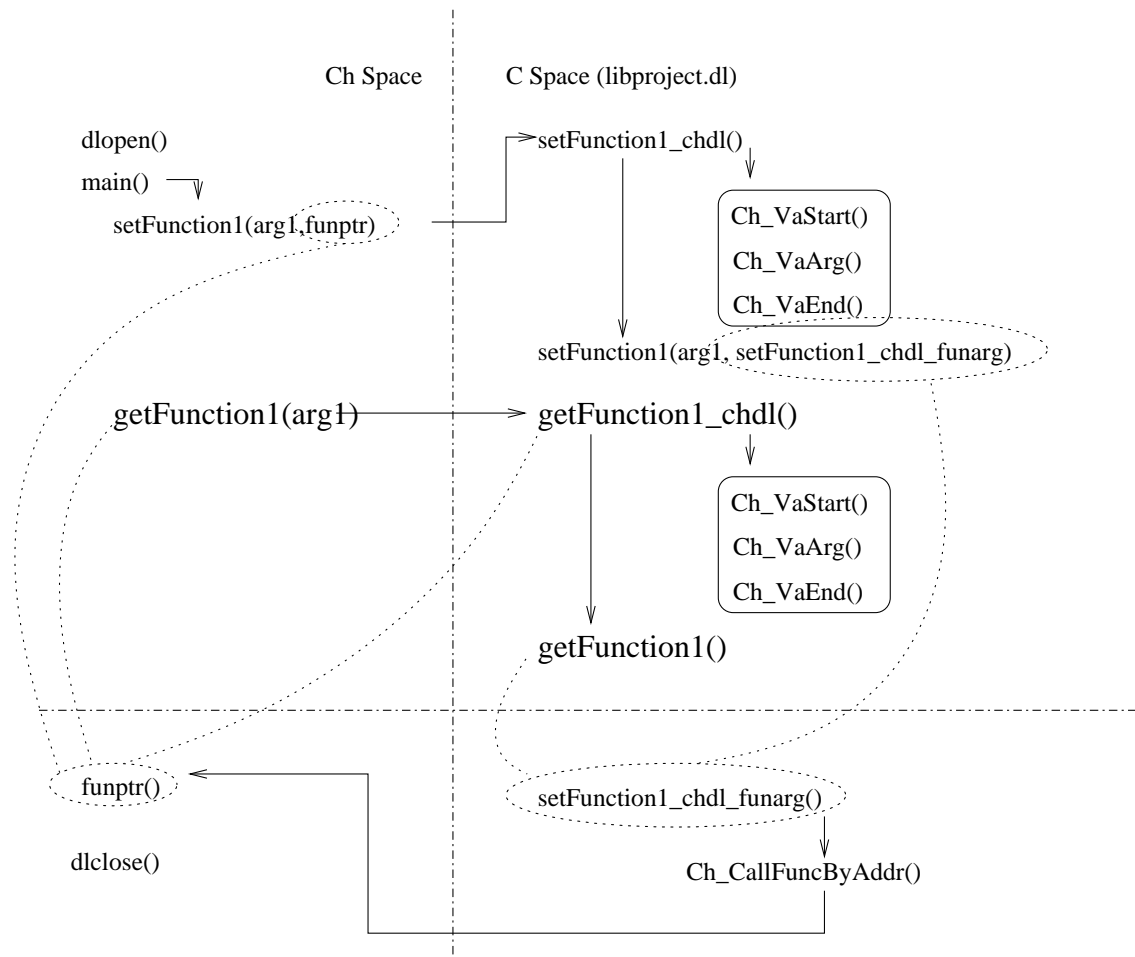 Ch Space
C Space (libproject.dl)
dlopen()
setFunction1_chdl()
main()
setFunction1(arg1,funptr)
Ch_VaStart()
Ch_VaArg()
Ch_VaEnd()
setFunction1(arg1, setFunction1_chdl_funarg)
getFunction1(arg1)
getFunction1_chdl()
Ch_VaStart()
Ch_VaArg()
Ch_VaEnd()
getFunction1()
funptr()
setFunction1_chdl_funarg()
dlclose()
Ch_CallFuncByAddr()